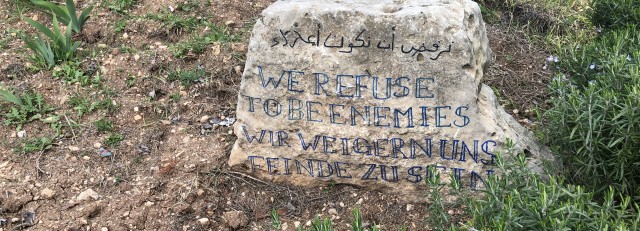 نرفض أن نكون أعداء
WE REFUSE
TO BE ENEMIES
WIR WEIGERN UNS
FEINDE ZU SEIN